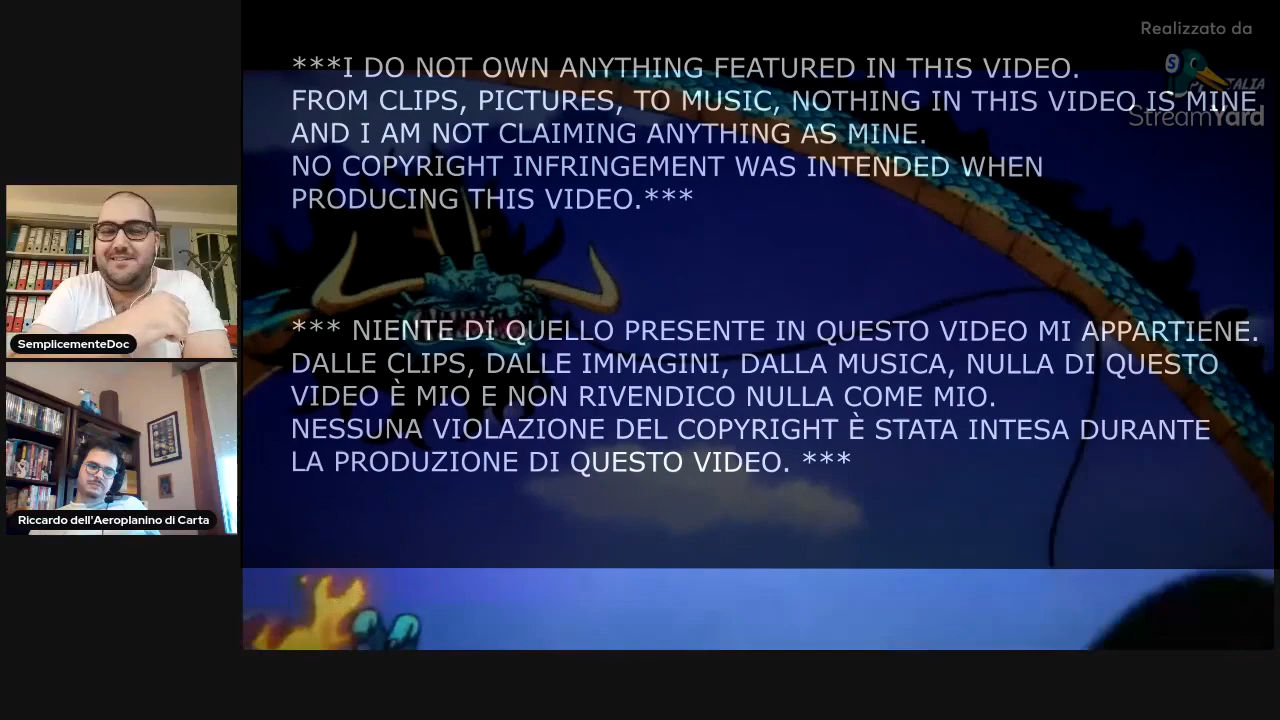 Realizzato da
S
ITALIA
StreamYard
***I DO NOT OWN ANYTHING FEATURED IN THIS VIDEO.
FROM CLIPS, PICTURES, TO MUSIC, NOTHING IN THIS VIDEO IS MINE
AND I AM NOT CLAIMING ANYTHING AS MINE.
NO COPYRIGHT INFRINGEMENT WAS INTENDED WHEN
PRODUCING THIS VIDEO.***
*** NIENTE DI QUELLO PRESENTE IN QUESTO VIDEO MI APPARTIENE.
DALLE CLIPS, DALLE IMMAGINI, DALLA MUSICA, NULLA DI QUESTO
VIDEO È MIO E NON RIVENDICO NULLA COME MIO.
NESSUNA VIOLAZIONE DEL COPYRIGHT È STATA INTESA DURANTE
LA PRODUZIONE DI QUESTO VIDEO. ***
SemplicementeDoc
Riccardo dell'Aeroplanino di Carta